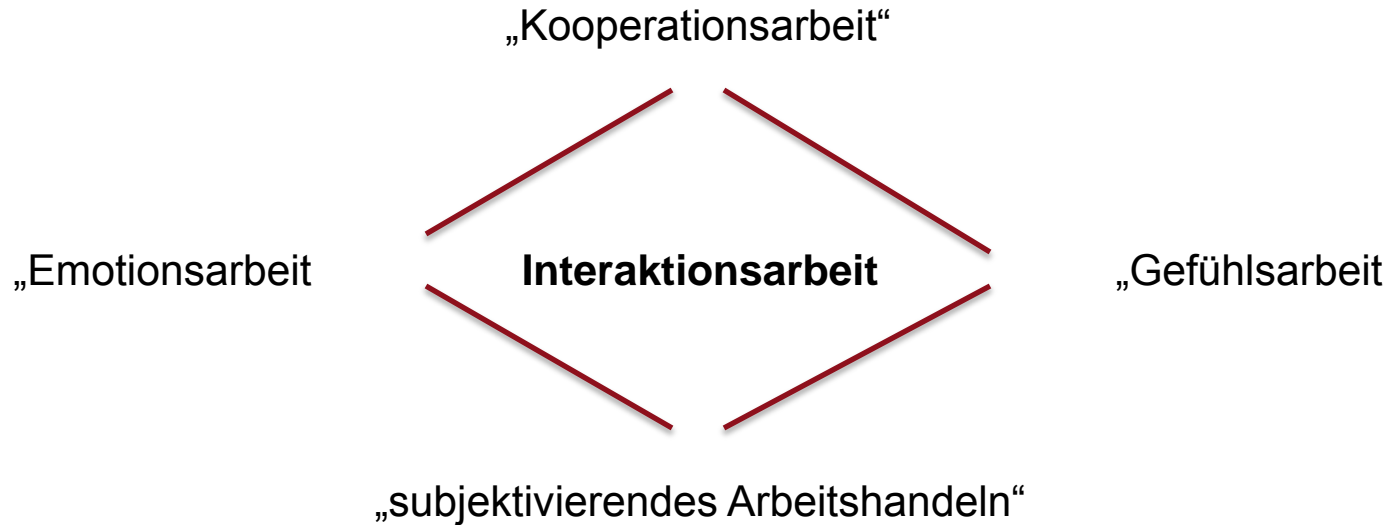 „Kooperationsarbeit“
„Emotionsarbeit
Interaktionsarbeit
„Gefühlsarbeit
„subjektivierendes Arbeitshandeln“